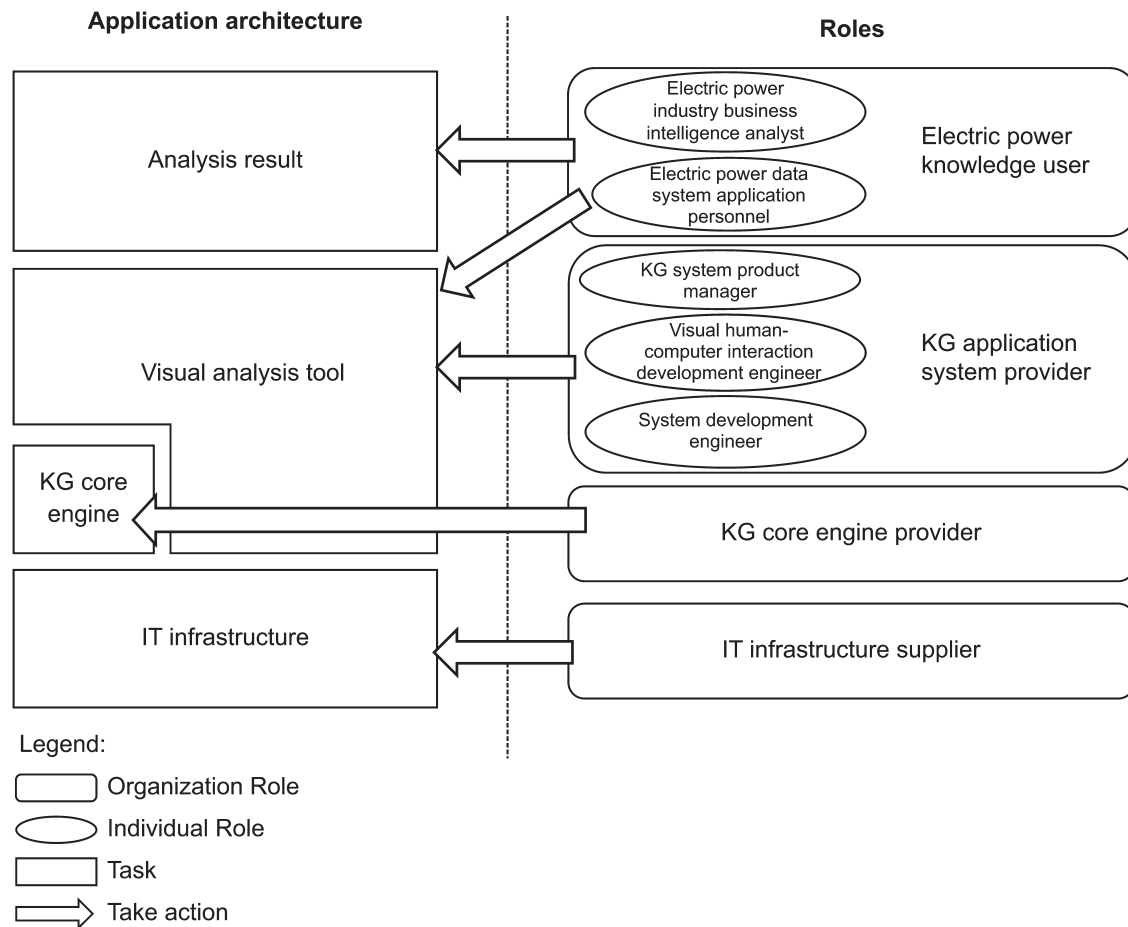 Application architecture
Roles
Analysis result
Electric power
industry business
intelligence analyst
Electric power data
system application
personnel
Electric power
knowledge user
Visual analysis tool
KG system product
manager
Visual human-
computer interaction
development engineer
System development
engineer
KG application
system provider
KG core
engine
KG core engine provider
IT infrastructure
IT infrastructure supplier
Legend:
Organization Role
Individual Role
Task
Take action